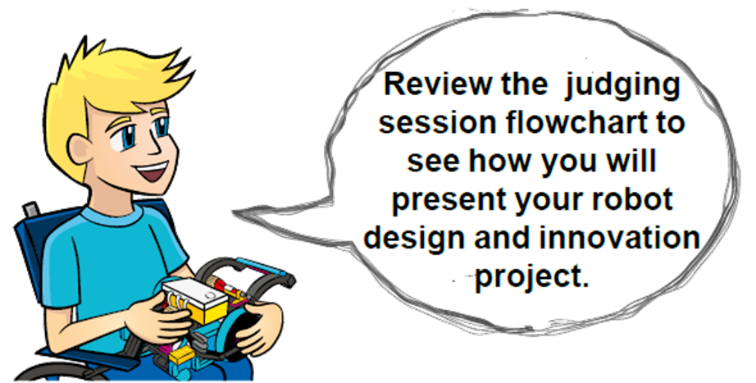 Review the judging
session flowchart to
see how you will
present your robot
design and innovation
project.